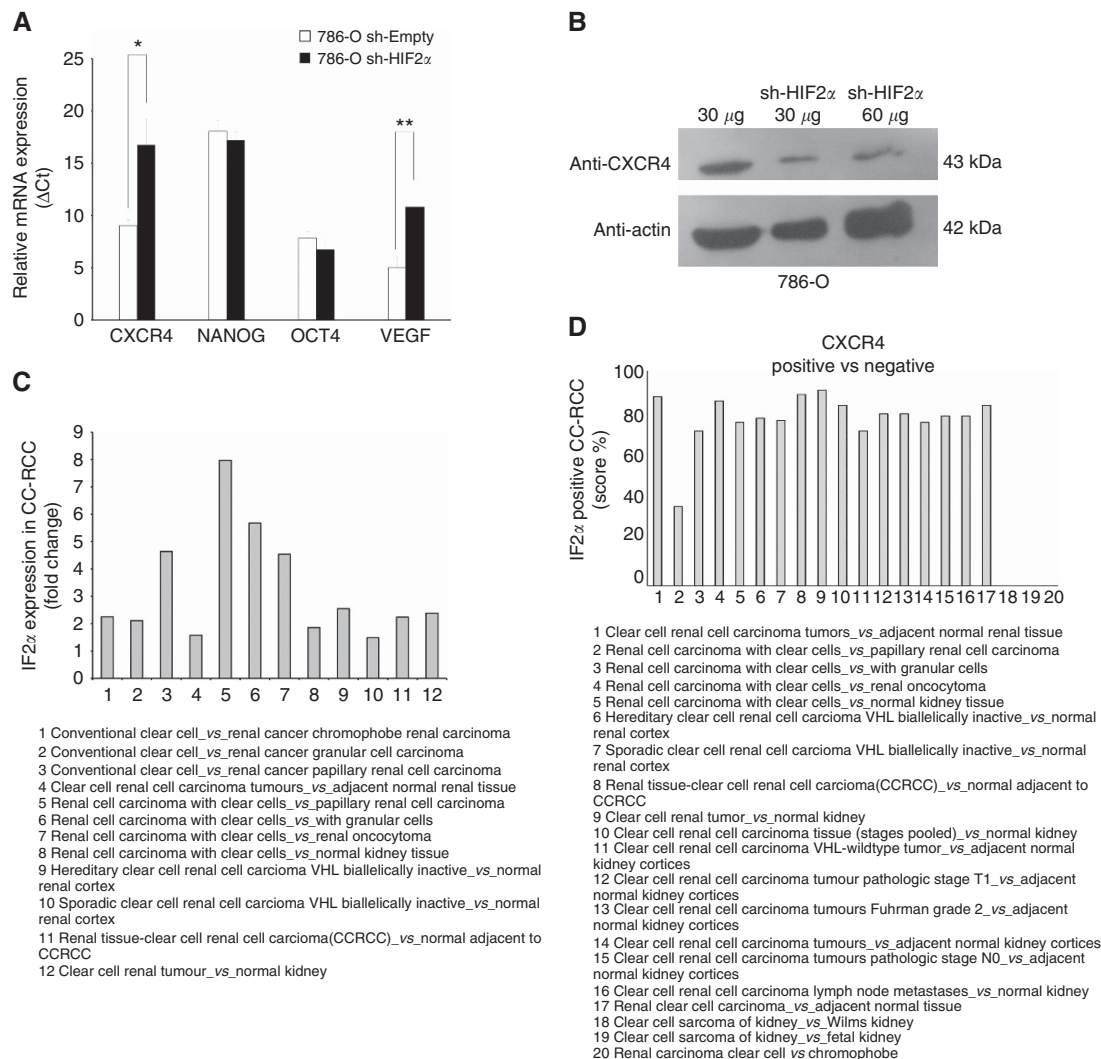 A
786-O sh-Empty
786-O sh-HIF2α
*
**
25
20
15
10
5
0
Relative mRNA expression
(ΔCt)
CXCR4 NANOG OCT4 VEGF
B
sh-HIF2α sh-HIF2α
30 μg 30 μg 60 μg
Anti-CXCR4 43 kDa
Anti-actin 42 kDa
786-O
C
9
8
7
6
5
4
3
2
1
0
IF2α expression in CC-RCC
(fold change)
1 2 3 4 5 6 7 8 9 10 11 12
1 Conventional clear cell_vs_renal cancer chromophobe renal carcinoma
2 Conventional clear cell_vs_renal cancer granular cell carcinoma
3 Conventional clear cell_vs_renal cancer papillary renal cell carcinoma
4 Clear cell renal cell carcinoma tumours_vs_adjacent normal renal tissue
5 Renal cell carcinoma with clear cells_vs_papillary renal cell carcinoma
6 Renal cell carcinoma with clear cells_vs_with granular cells
7 Renal cell carcinoma with clear cells_vs_renal oncocytoma
8 Renal cell carcinoma with clear cells_vs_normal kidney tissue
9 Hereditary clear cell renal cell carcioma VHL biallelically inactive_vs_normal
renal cortex
10 Sporadic clear cell renal cell carcioma VHL biallelically inactive_vs_normal
renal cortex
11 Renal tissue-clear cell renal cell carcioma(CCRCC)_vs_normal adjacent to
CCRCC
12 Clear cell renal tumour_vs_normal kidney
D
CXCR4
positive vs negative
100
80
60
40
20
0
IF2α positive CC-RCC
(score %)
1 2 3 4 5 6 7 8 9 10 11 12 13 14 15 16 17 18 19 20
1 Clear cell renal cell carcinoma tumors_vs_adjacent normal renal tissue
2 Renal cell carcinoma with clear cells_vs_papillary renal cell carcinoma
3 Renal cell carcinoma with clear cells_vs_with granular cells
4 Renal cell carcinoma with clear cells_vs_renal oncocytoma
5 Renal cell carcinoma with clear cells_vs_normal kidney tissue
6 Hereditary clear cell renal cell carcioma VHL biallelically inactive_vs_normal
renal cortex
7 Sporadic clear cell renal cell carcioma VHL biallelically inactive_vs_normal
renal cortex
8 Renal tissue-clear cell renal cell carcioma(CCRCC)_vs_normal adjacent to
CCRCC
9 Clear cell renal tumor_vs_normal kidney
10 Clear cell renal cell carcinoma tissue (stages pooled)_vs_normal kidney
11 Clear cell renal cell carcinoma VHL-wildtype tumor_vs_adjacent normal
kidney cortices
12 Clear cell renal cell carcinoma tumour pathologic stage T1_vs_adjacent
normal kidney cortices
13 Clear cell renal cell carcinoma tumours Fuhrman grade 2_vs_adjacent
normal kidney cortices
14 Clear cell renal cell carcinoma tumours_vs_adjacent normal kidney cortices
15 Clear cell renal cell carcinoma tumours pathologic stage N0_vs_adjacent
normal kidney cortices
16 Clear cell renal cell carcinoma lymph node metastases_vs_normal kidney
17 Renal clear cell carcinoma_vs_adjacent normal tissue
18 Clear cell sarcoma of kidney_vs_Wilms kidney
19 Clear cell sarcoma of kidney_vs_fetal kidney
20 Renal carcinoma clear cell vs chromophobe